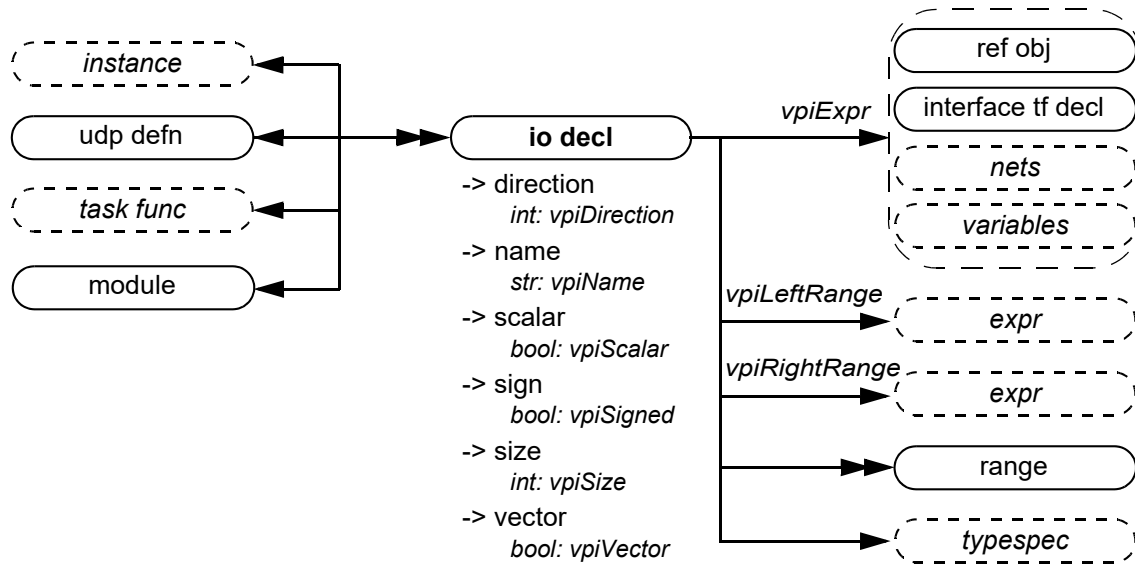 instance
udp defn
task func
module
io decl
-> direction
int: vpiDirection
-> name
str: vpiName
-> scalar
bool: vpiScalar
-> sign
bool: vpiSigned
-> size
int: vpiSize
-> vector
bool: vpiVector
vpiExpr
ref obj
interface tf decl
nets
variables
vpiLeftRange
expr
vpiRightRange
expr
range
typespec